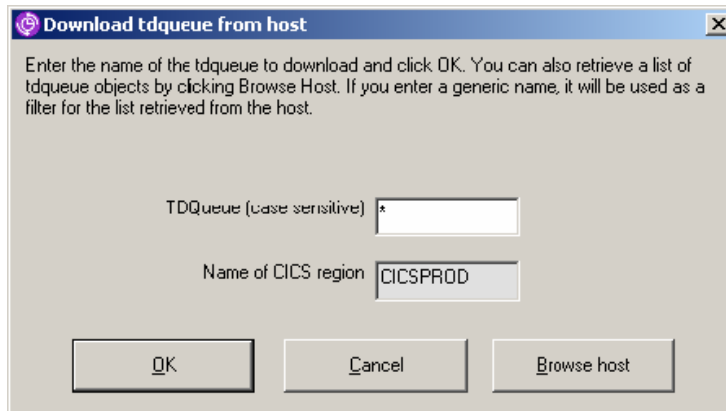 Download tdqueue from host
Enter the name of the tdqueue to download and click OK. You can also retrieve a list of
tdqueue objects by clicking Browse Host. If you enter a generic name, it will be used as a
filter for the list retrieved from the host.
TDQueue (case sensitive) *
Name of CICS region CICSPROD
OK Cancel Browse host